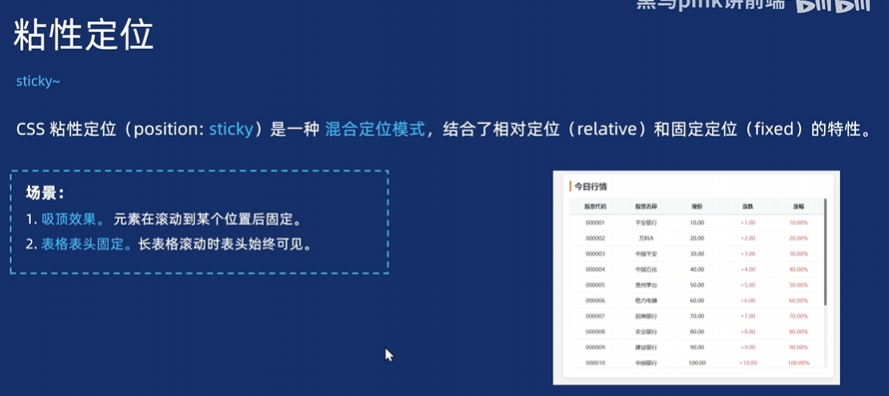 黑马pink讲前端 bilibili
粘性定位
sticky~
CSS 粘性定位（position: sticky）是一种 混合定位模式，结合了相对定位（relative）和固定定位（fixed）的特性。
场景：
1. 吸顶效果。 元素在滚动到某个位置后固定。
2. 表格表头固定。长表格滚动时表头始终可见。
今日行情
股票代码 股票名称 现价 涨跌 涨幅
000001 平安银行 10.00 +1.00 10.00%
000002 万科A 20.00 +2.00 20.00%
000003 中国平安 30.00 +3.00 30.00%
000004 中国石化 40.00 +4.00 40.00%
000005 贵州茅台 50.00 +5.00 50.00%
000006 格力电器 60.00 +6.00 60.00%
000007 招商银行 70.00 +7.00 70.00%
000008 农业银行 80.00 +8.00 80.00%
000009 建设银行 90.00 +9.00 90.00%
000010 中国银行 100.00 +10.00 100.00%